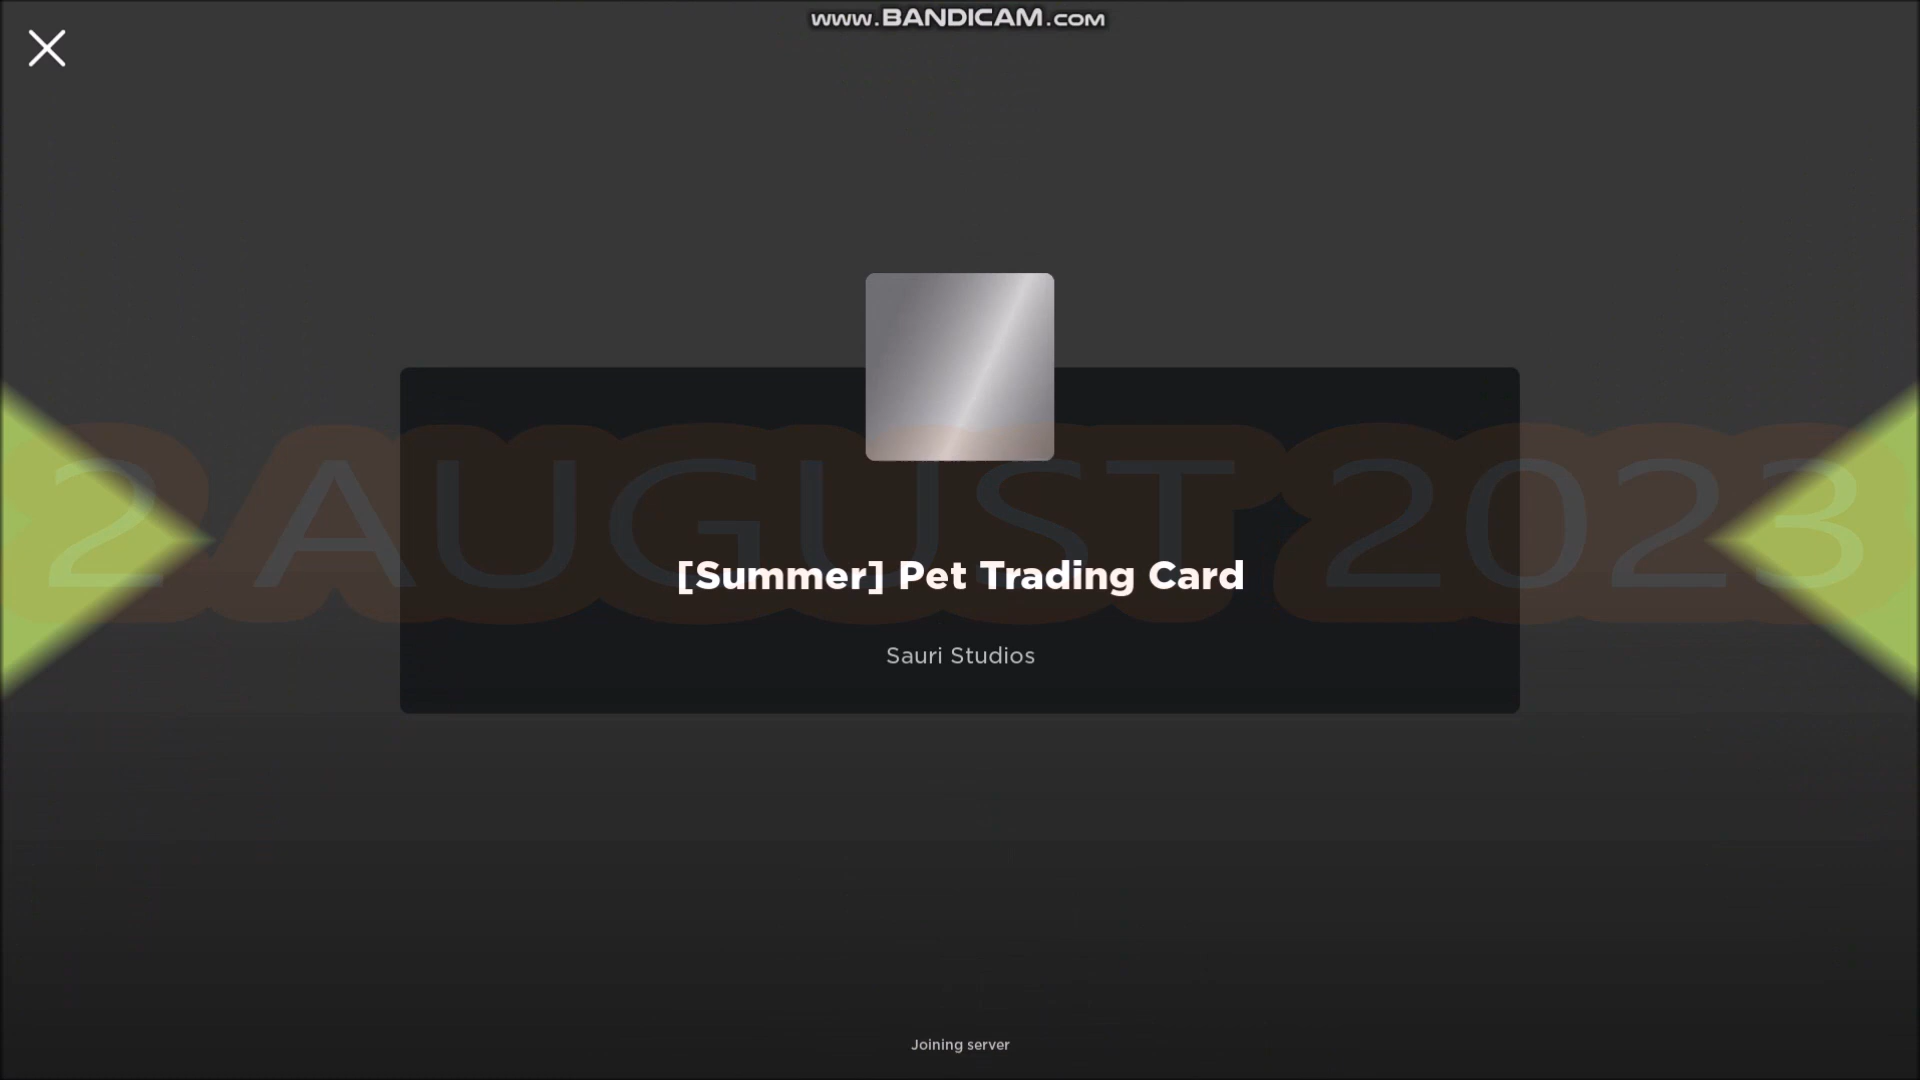 www.BANDICAM.com
2 AUGUST 2023
[Summer] Pet Trading Card
Sauri Studios
Joining server